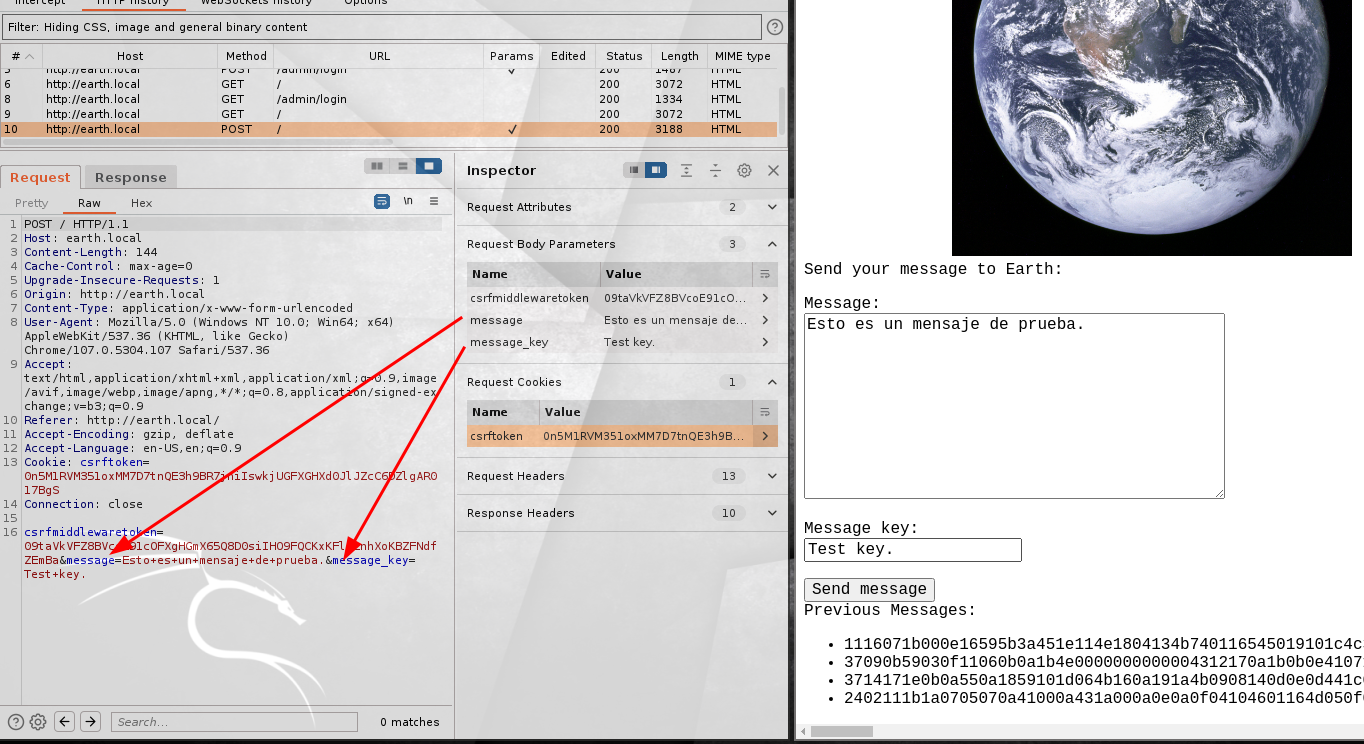 Intercept HTTP history WebSockets history Options
Filter: Hiding CSS, image and general binary content
# Host Method URL Params Edited Status Length MIME type
5 http://earth.local POST /admin/login ✓ 200 1487 HTML
6 http://earth.local GET / 200 3072 HTML
8 http://earth.local GET /admin/login 200 1334 HTML
9 http://earth.local GET / 200 3072 HTML
10 http://earth.local POST / ✓ 200 3188 HTML
Request Response
Pretty Raw Hex
\n
1 POST / HTTP/1.1
2 Host: earth.local
3 Content-Length: 144
4 Cache-Control: max-age=0
5 Upgrade-Insecure-Requests: 1
6 Origin: http://earth.local
7 Content-Type: application/x-www-form-urlencoded
8 User-Agent: Mozilla/5.0 (Windows NT 10.0; Win64; x64)
AppleWebKit/537.36 (KHTML, like Gecko)
Chrome/107.0.5304.107 Safari/537.36
9 Accept:
text/html,application/xhtml+xml,application/xml;q=0.9,image
/avif,image/webp,image/apng,*/*;q=0.8,application/signed-ex
change;v=b3;q=0.9
10 Referer: http://earth.local/
11 Accept-Encoding: gzip, deflate
12 Accept-Language: en-US,en;q=0.9
13 Cookie: csrftoken=
17BgS
14 Connection: close
15
16 csrfmiddlewaretoken=
ZEmBa&message=Esto+es+un+mensaje+de+prueba.&message_key=
Test+key.
Search...
0 matches
Inspector
Request Attributes 2
Request Body Parameters 3
Name Value
csrfmiddlewaretoken 09taVkVFZ8BVcoE91cO...
message Esto es un mensaje de...
message_key Test key.
Request Cookies 1
Name Value
csrftoken 0n5M1RVM351oxMM7D7tnQE3h9B...
Request Headers 13
Response Headers 10
Send your message to Earth:
Message:
Esto es un mensaje de prueba.
Message key:
Test key.
Send message
Previous Messages:
• 1116071b000e16595b3a451e114e1804134b740116545019101c4c
• 37090b59030f11060b0a1b4e0000000000004312170a1b0b0e4107
• 3714171e0b0a550a1859101d064b160a191a4b0908140d0e0d441c
• 2402111b1a0705070a41000a431a000a0e0a0f04104601164d050f